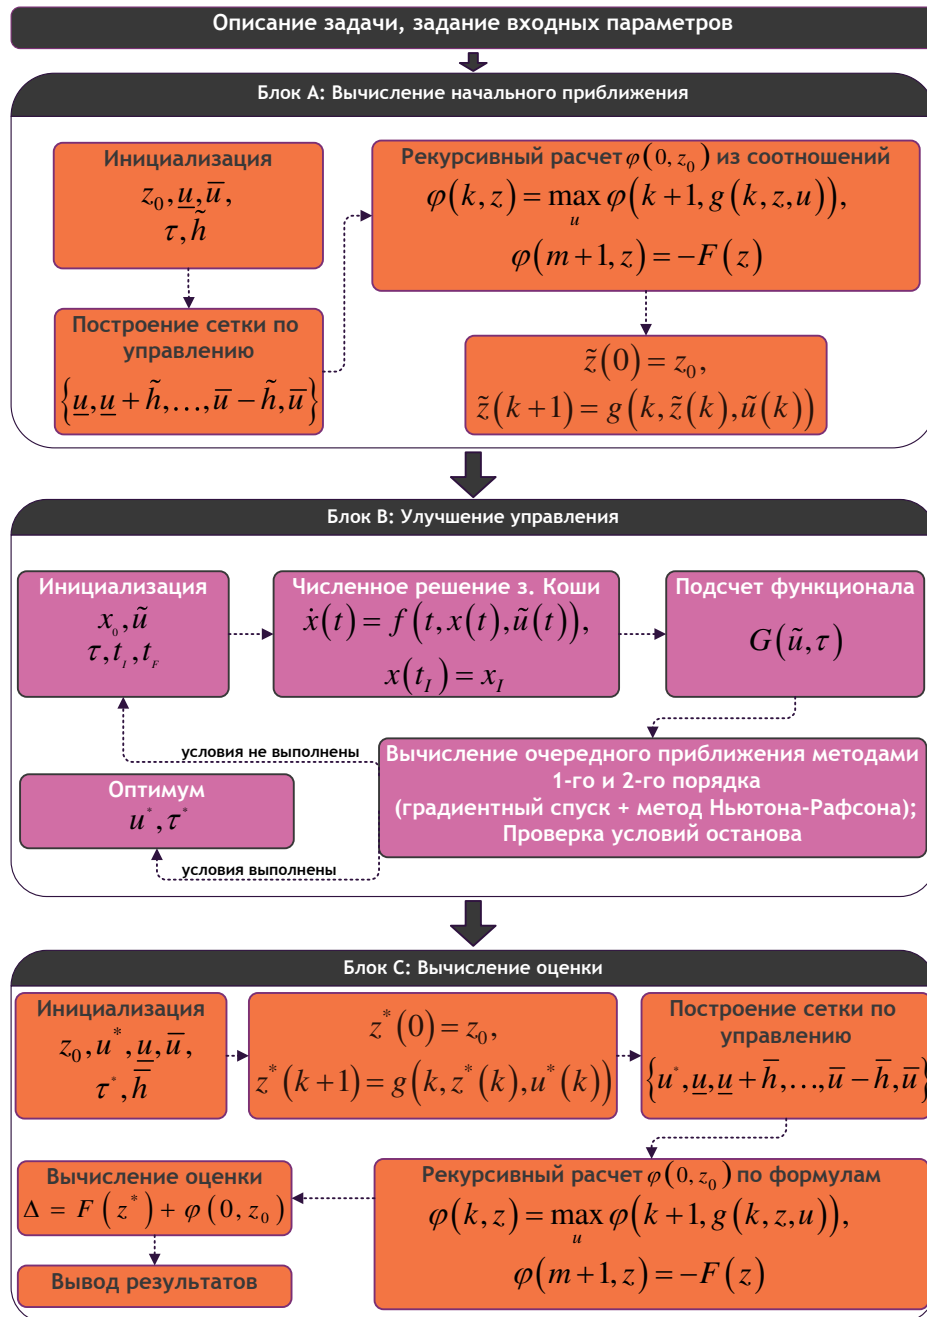 Описание задачи, задание входных параметров
Блок А: Вычисление начального приближения
Инициализация
z₀, u̲, u̅,
τ, h̃
Построение сетки по
управлению
{u̲, u̲ + h̃, …, u̅ − h̃, u̅}
Рекурсивный расчет φ(0, z₀) из соотношений
φ(k, z) = max φ(k + 1, g(k, z, u)),
u
φ(m + 1, z) = −F(z)
z̃(0) = z₀,
z̃(k + 1) = g(k, z̃(k), ũ(k))
Блок В: Улучшение управления
Инициализация
x₀, ũ
τ, t_I, t_F
Численное решение з. Коши
ẋ(t) = f(t, x(t), ũ(t)),
x(t_I) = x_I
Подсчет функционала
G(ũ, τ)
условия не выполнены
Вычисление очередного приближения методами
1-го и 2-го порядка
(градиентный спуск + метод Ньютона-Рафсона);
Проверка условий останова
Оптимум
u*, τ*
условия выполнены
Блок С: Вычисление оценки
Инициализация
z₀, u*, u̲, u̅,
τ*, h̅
z*(0) = z₀,
z*(k + 1) = g(k, z*(k), u*(k))
Построение сетки по
управлению
{u*, u̲, u̲ + h̅, …, u̅ − h̅, u̅}
Рекурсивный расчет φ(0, z₀) по формулам
φ(k, z) = max φ(k + 1, g(k, z, u)),
u
φ(m + 1, z) = −F(z)
Вычисление оценки
Δ = F(z*) + φ(0, z₀)
Вывод результатов